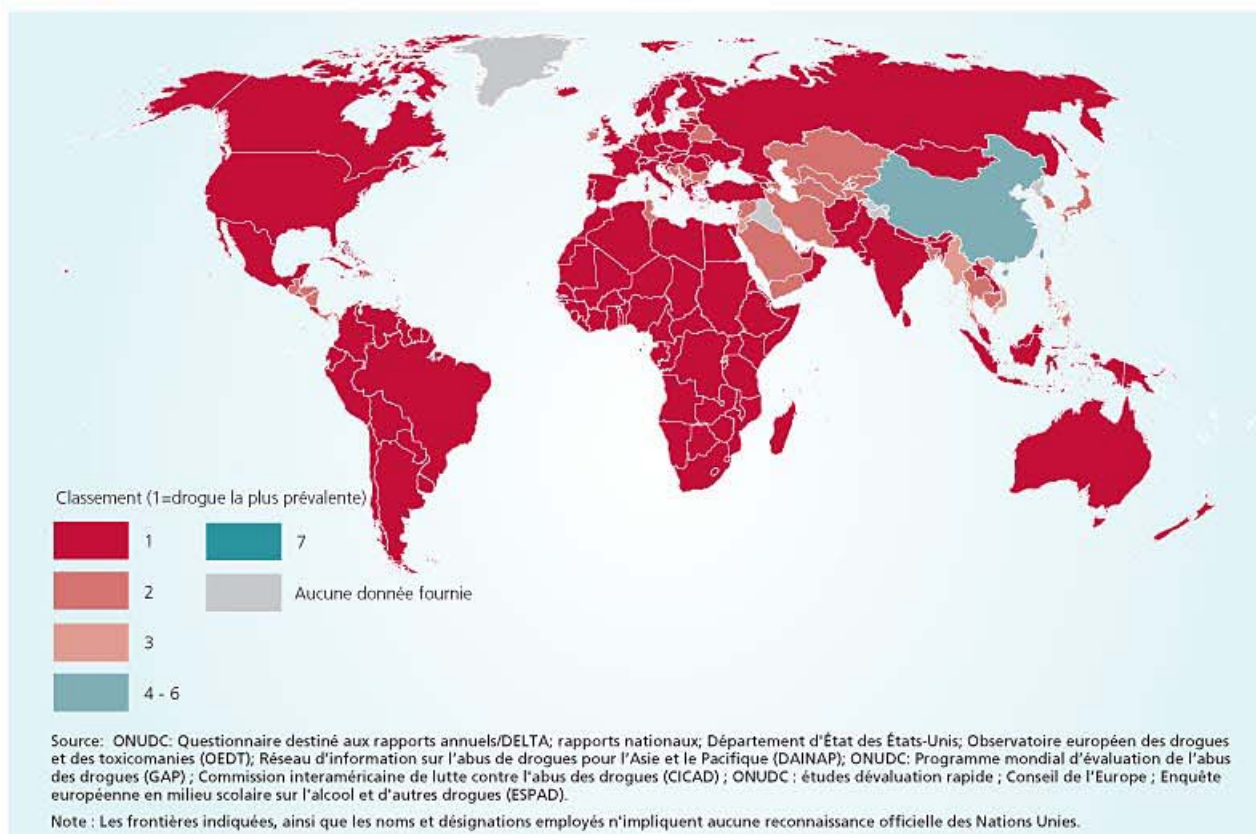 Classement (1=drogue la plus prévalente)
1
2
3
4 - 6
7
Aucune donnée fournie
Source: ONUDC: Questionnaire destiné aux rapports annuels/DELTA; rapports nationaux; Département d'État des États-Unis; Observatoire européen des drogues
et des toxicomanies (OEDT); Réseau d'information sur l'abus de drogues pour l'Asie et le Pacifique (DAINAP); ONUDC: Programme mondial d'évaluation de l'abus
des drogues (GAP) ; Commission interaméricaine de lutte contre l'abus des drogues (CICAD) ; ONUDC : études dévaluation rapide ; Conseil de l'Europe ; Enquête
européenne en milieu scolaire sur l'alcool et d'autres drogues (ESPAD).
Note : Les frontières indiquées, ainsi que les noms et désignations employés n'impliquent aucune reconnaissance officielle des Nations Unies.